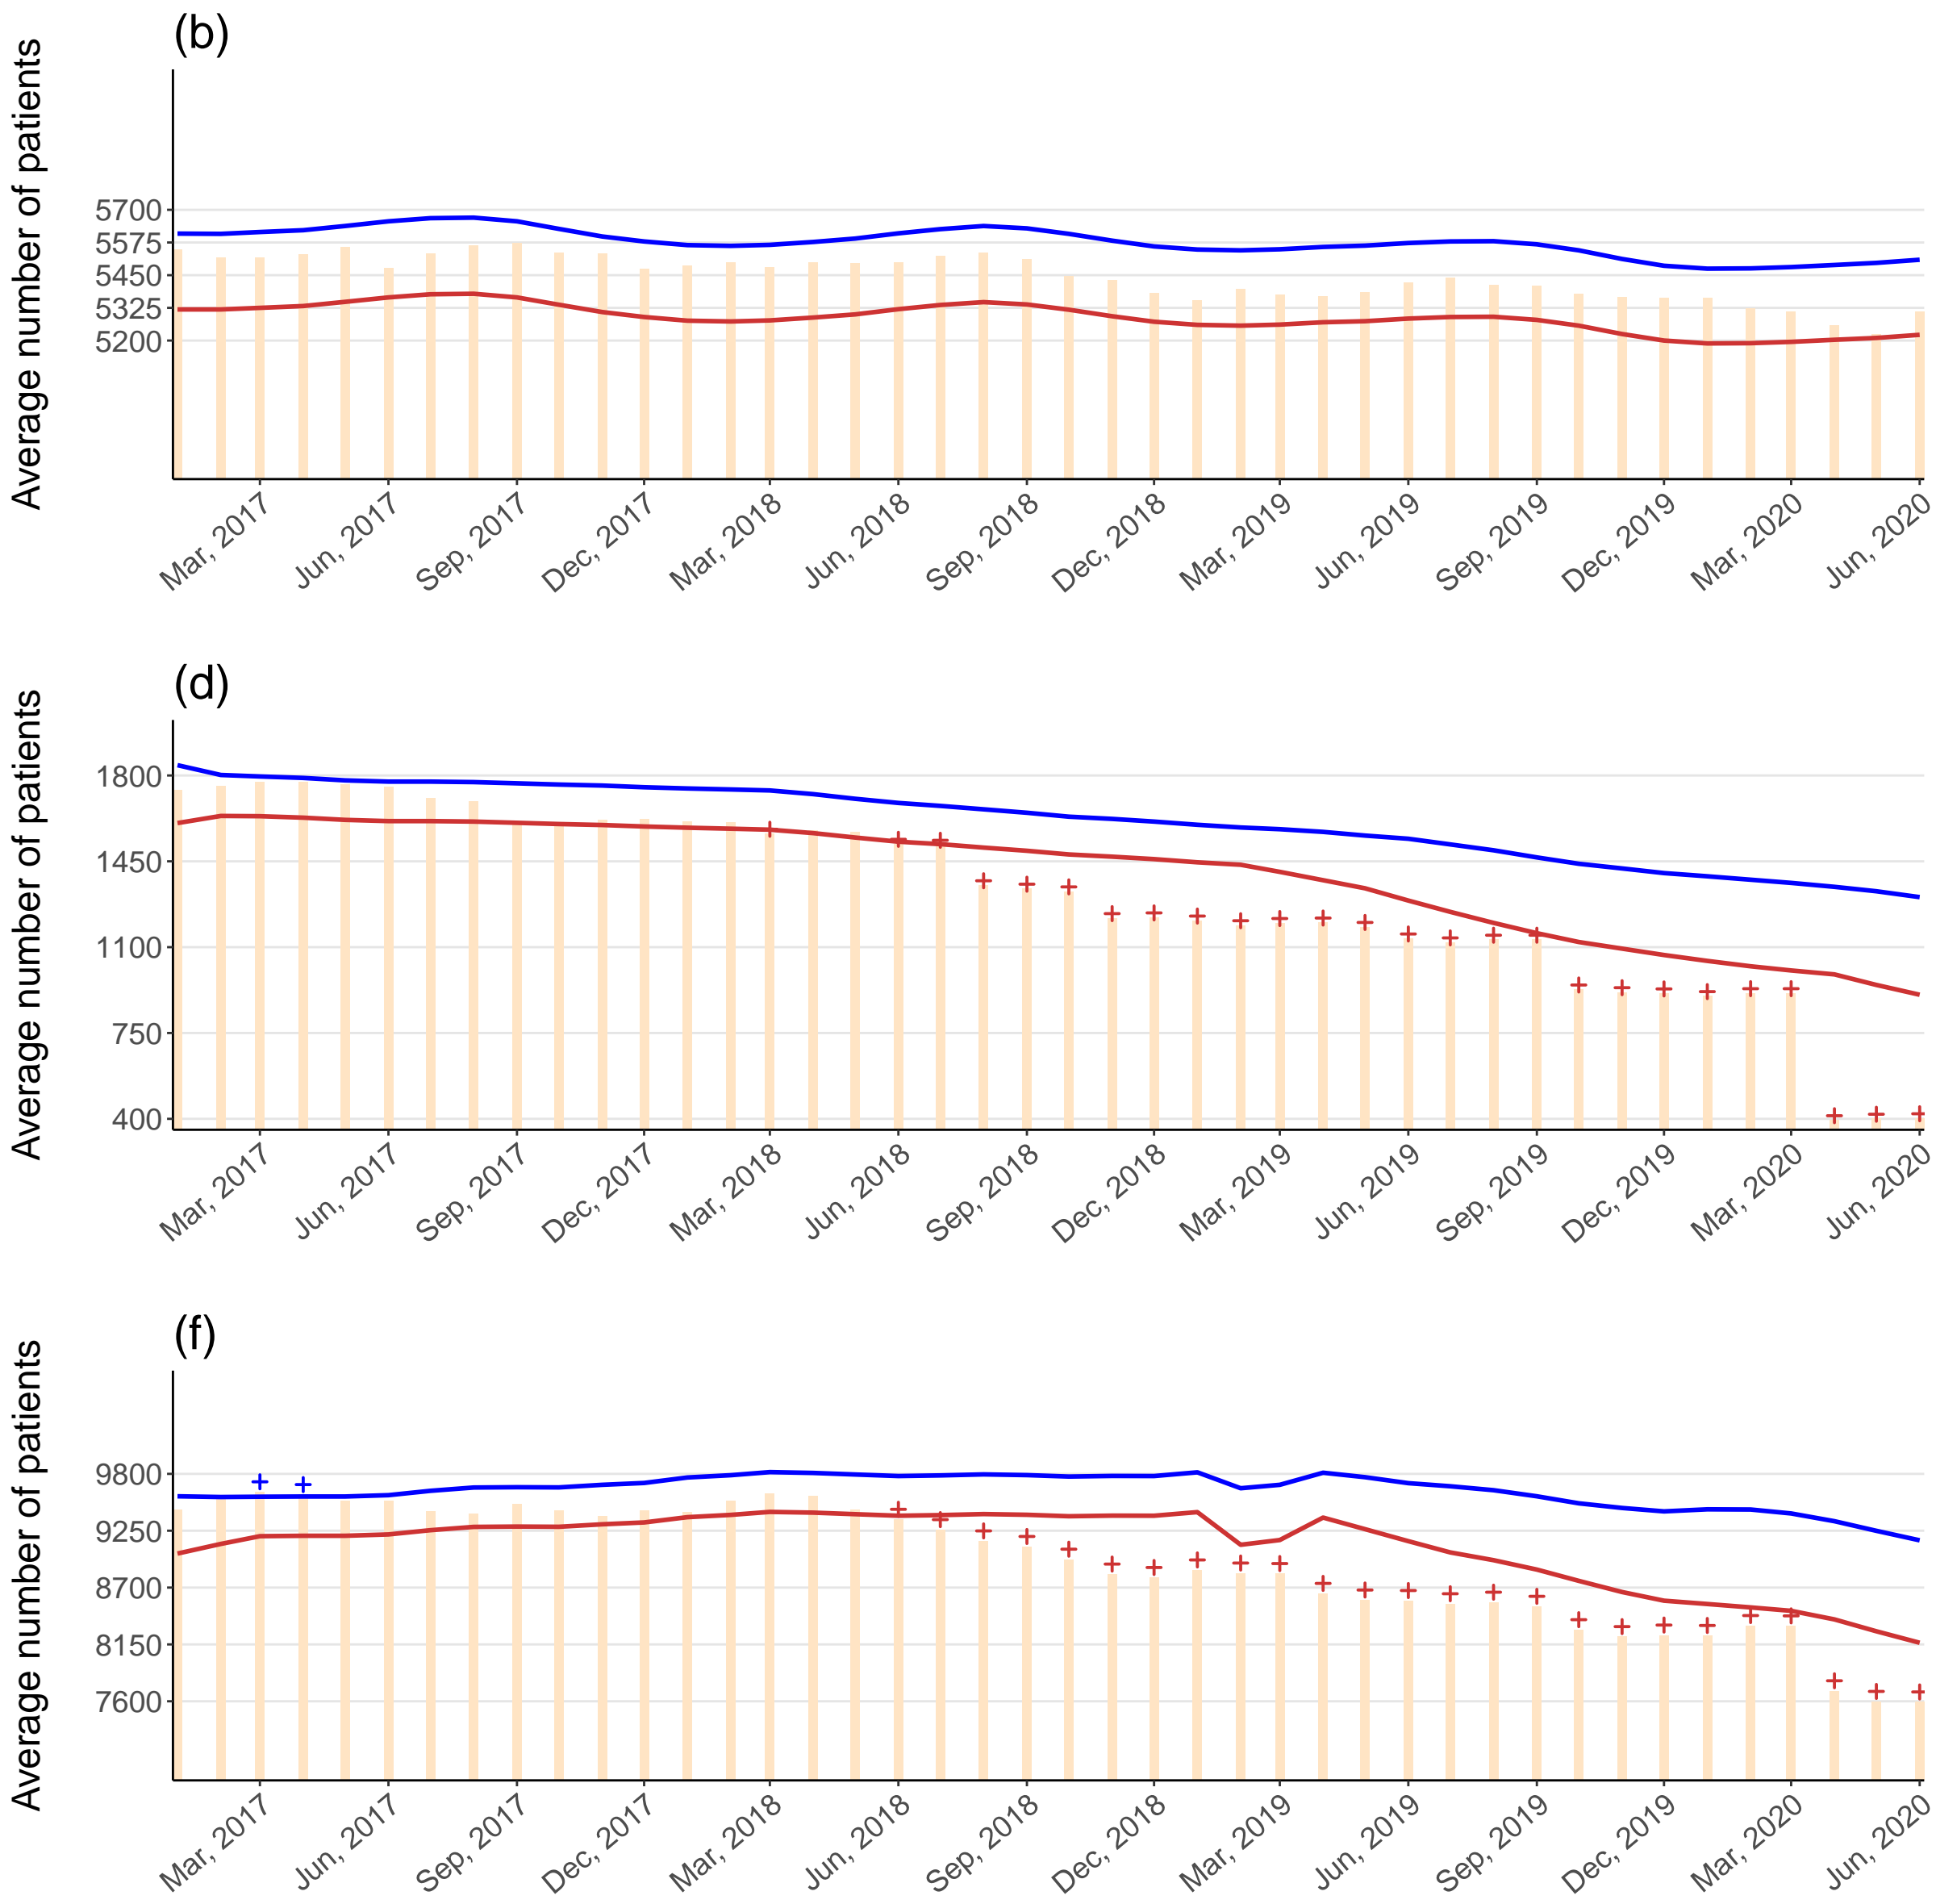 (b)
Average number of patients
5700
5575
5450
5325
5200
Mar, 2017
Jun, 2017
Sep, 2017
Dec, 2017
Mar, 2018
Jun, 2018
Sep, 2018
Dec, 2018
Mar, 2019
Jun, 2019
Sep, 2019
Dec, 2019
Mar, 2020
Jun, 2020
(d)
Average number of patients
1800
1450
1100
750
400
Mar, 2017
Jun, 2017
Sep, 2017
Dec, 2017
Mar, 2018
Jun, 2018
Sep, 2018
Dec, 2018
Mar, 2019
Jun, 2019
Sep, 2019
Dec, 2019
Mar, 2020
Jun, 2020
(f)
Average number of patients
9800
9250
8700
8150
7600
Mar, 2017
Jun, 2017
Sep, 2017
Dec, 2017
Mar, 2018
Jun, 2018
Sep, 2018
Dec, 2018
Mar, 2019
Jun, 2019
Sep, 2019
Dec, 2019
Mar, 2020
Jun, 2020